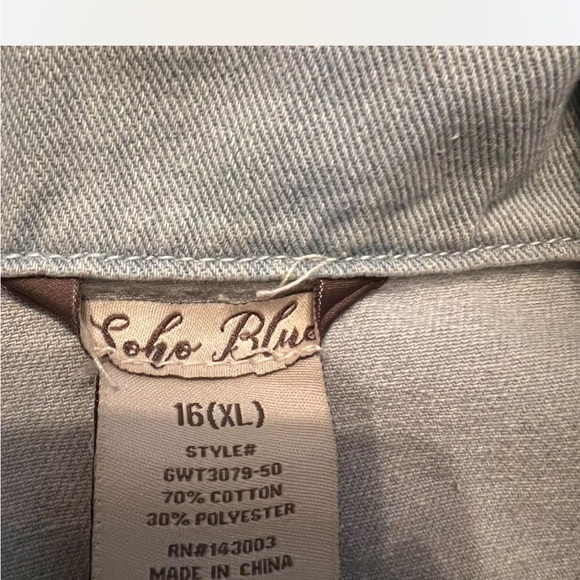 Soho Blue
16(XL)
STYLE#
GWT3079-50
70% COTTON
30% POLYESTER
RN#143003
MADE IN CHINA